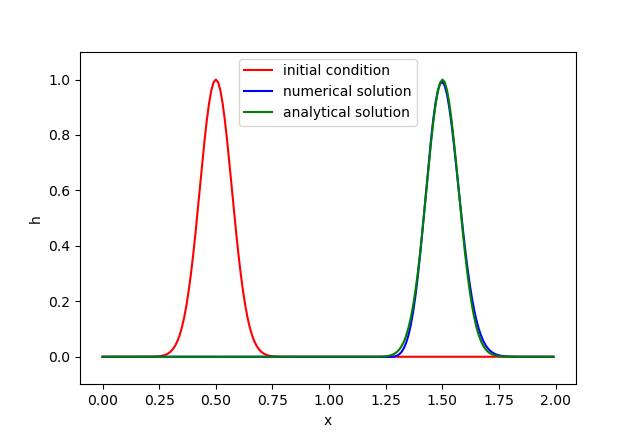 initial condition
numerical solution
analytical solution
1.0
0.8
0.6
0.4
0.2
0.0
h
0.00 0.25 0.50 0.75 1.00 1.25 1.50 1.75 2.00
x